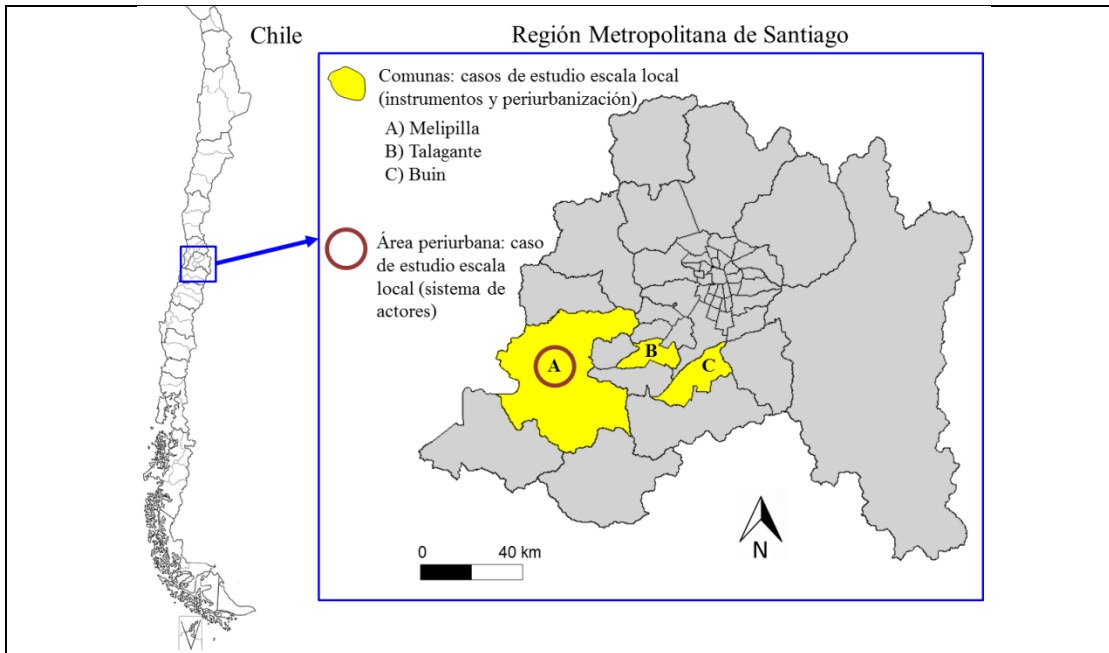 Chile
Región Metropolitana de Santiago
Comunas: casos de estudio escala local
(instrumentos y periurbanización)
A) Melipilla
B) Talagante
C) Buin
Área periurbana: caso
de estudio escala
local (sistema de
actores)
A
B
C
0 40 km
N